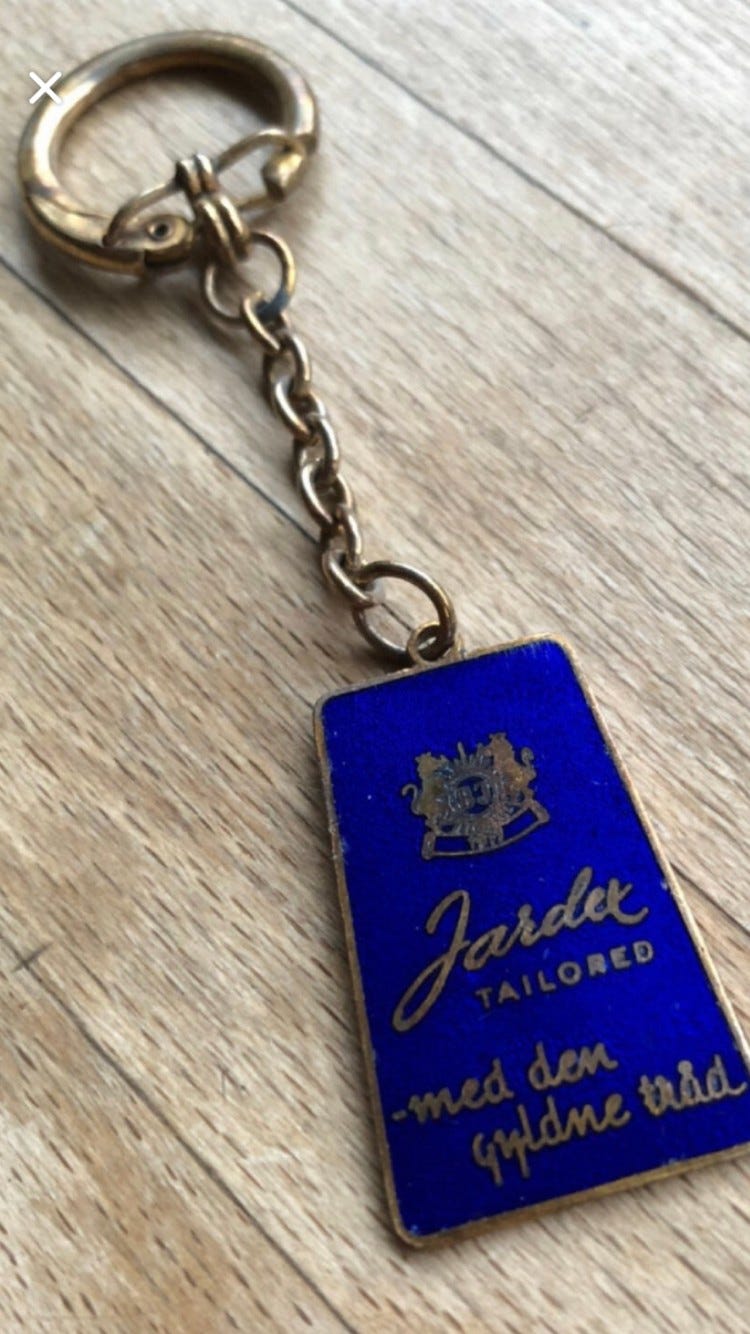 Jardex
TAILORED
-med den
gyldne tråd